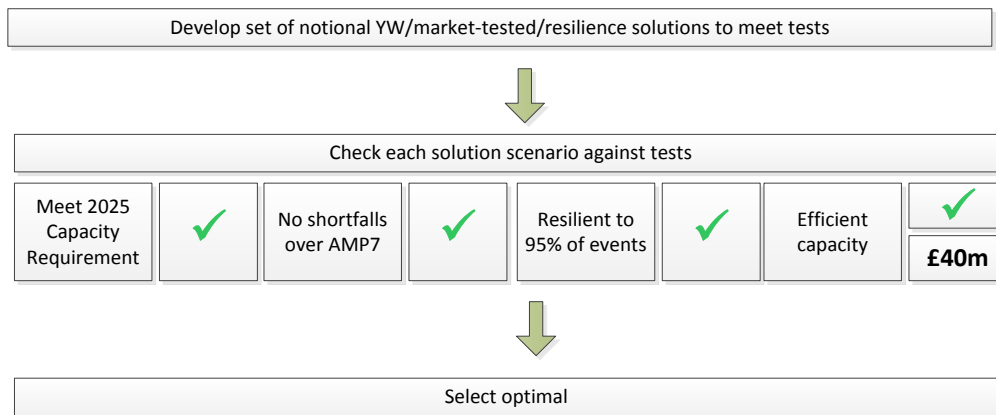 Develop set of notional YW/market-tested/resilience solutions to meet tests
Check each solution scenario against tests
Meet 2025
Capacity
Requirement
No shortfalls
over AMP7
Resilient to
95% of events
Efficient
capacity
£40m
Select optimal